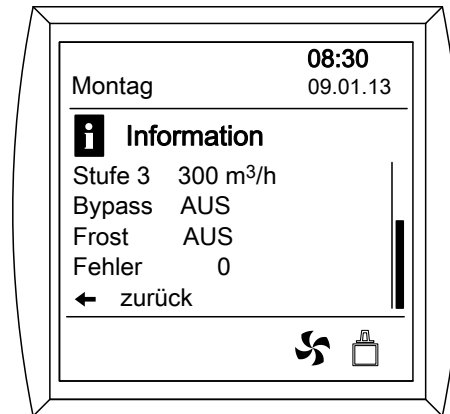 08:30
Montag 09.01.13
i Information
Stufe 3 300 m³/h
Bypass AUS
Frost AUS
Fehler 0
← zurück